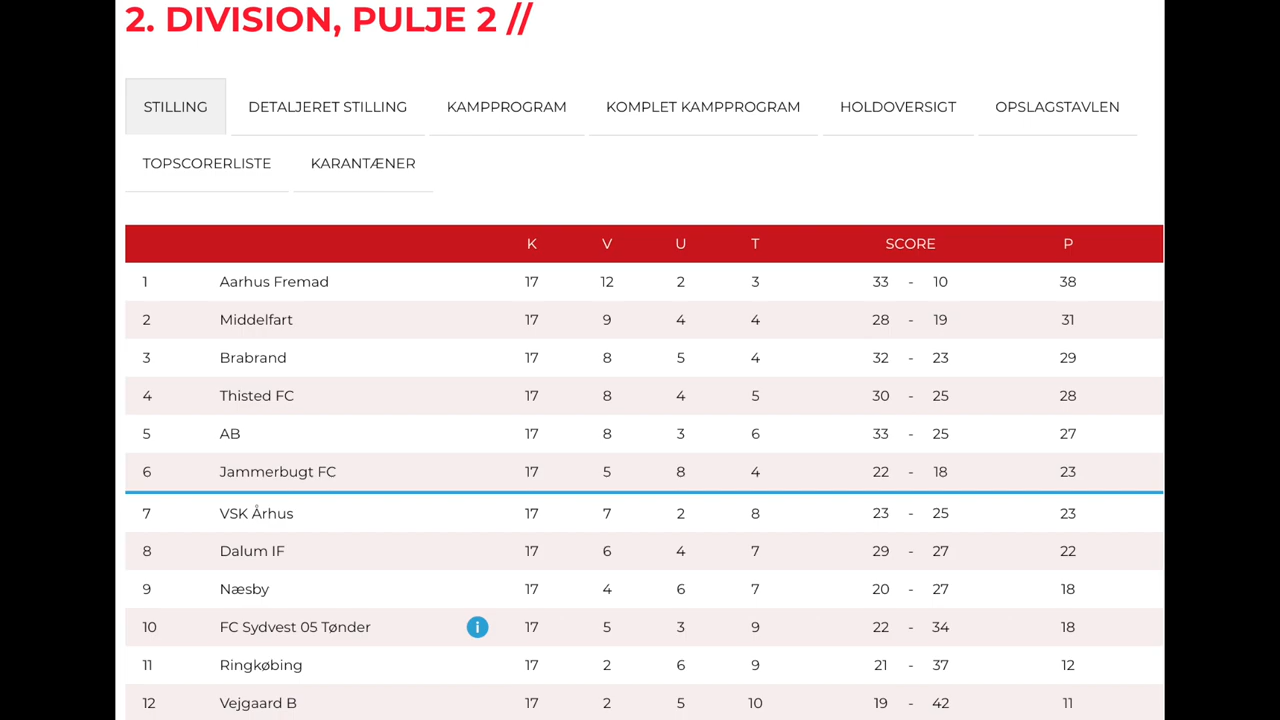 2. DIVISION, PULJE 2 //
STILLING DETALJERET STILLING KAMPPROGRAM KOMPLET KAMPPROGRAM HOLDOVERSIGT OPSLAGSTAVLEN
TOPSCORERLISTE KARANTÆNER
K V U T SCORE P
1 Aarhus Fremad 17 12 2 3 33 - 10 38
2 Middelfart 17 9 4 4 28 - 19 31
3 Brabrand 17 8 5 4 32 - 23 29
4 Thisted FC 17 8 4 5 30 - 25 28
5 AB 17 8 3 6 33 - 25 27
6 Jammerbugt FC 17 5 8 4 22 - 18 23
7 VSK Århus 17 7 2 8 23 - 25 23
8 Dalum IF 17 6 4 7 29 - 27 22
9 Næsby 17 4 6 7 20 - 27 18
10 FC Sydvest 05 Tønder i 17 5 3 9 22 - 34 18
11 Ringkøbing 17 2 6 9 21 - 37 12
12 Vejgaard B 17 2 5 10 19 - 42 11